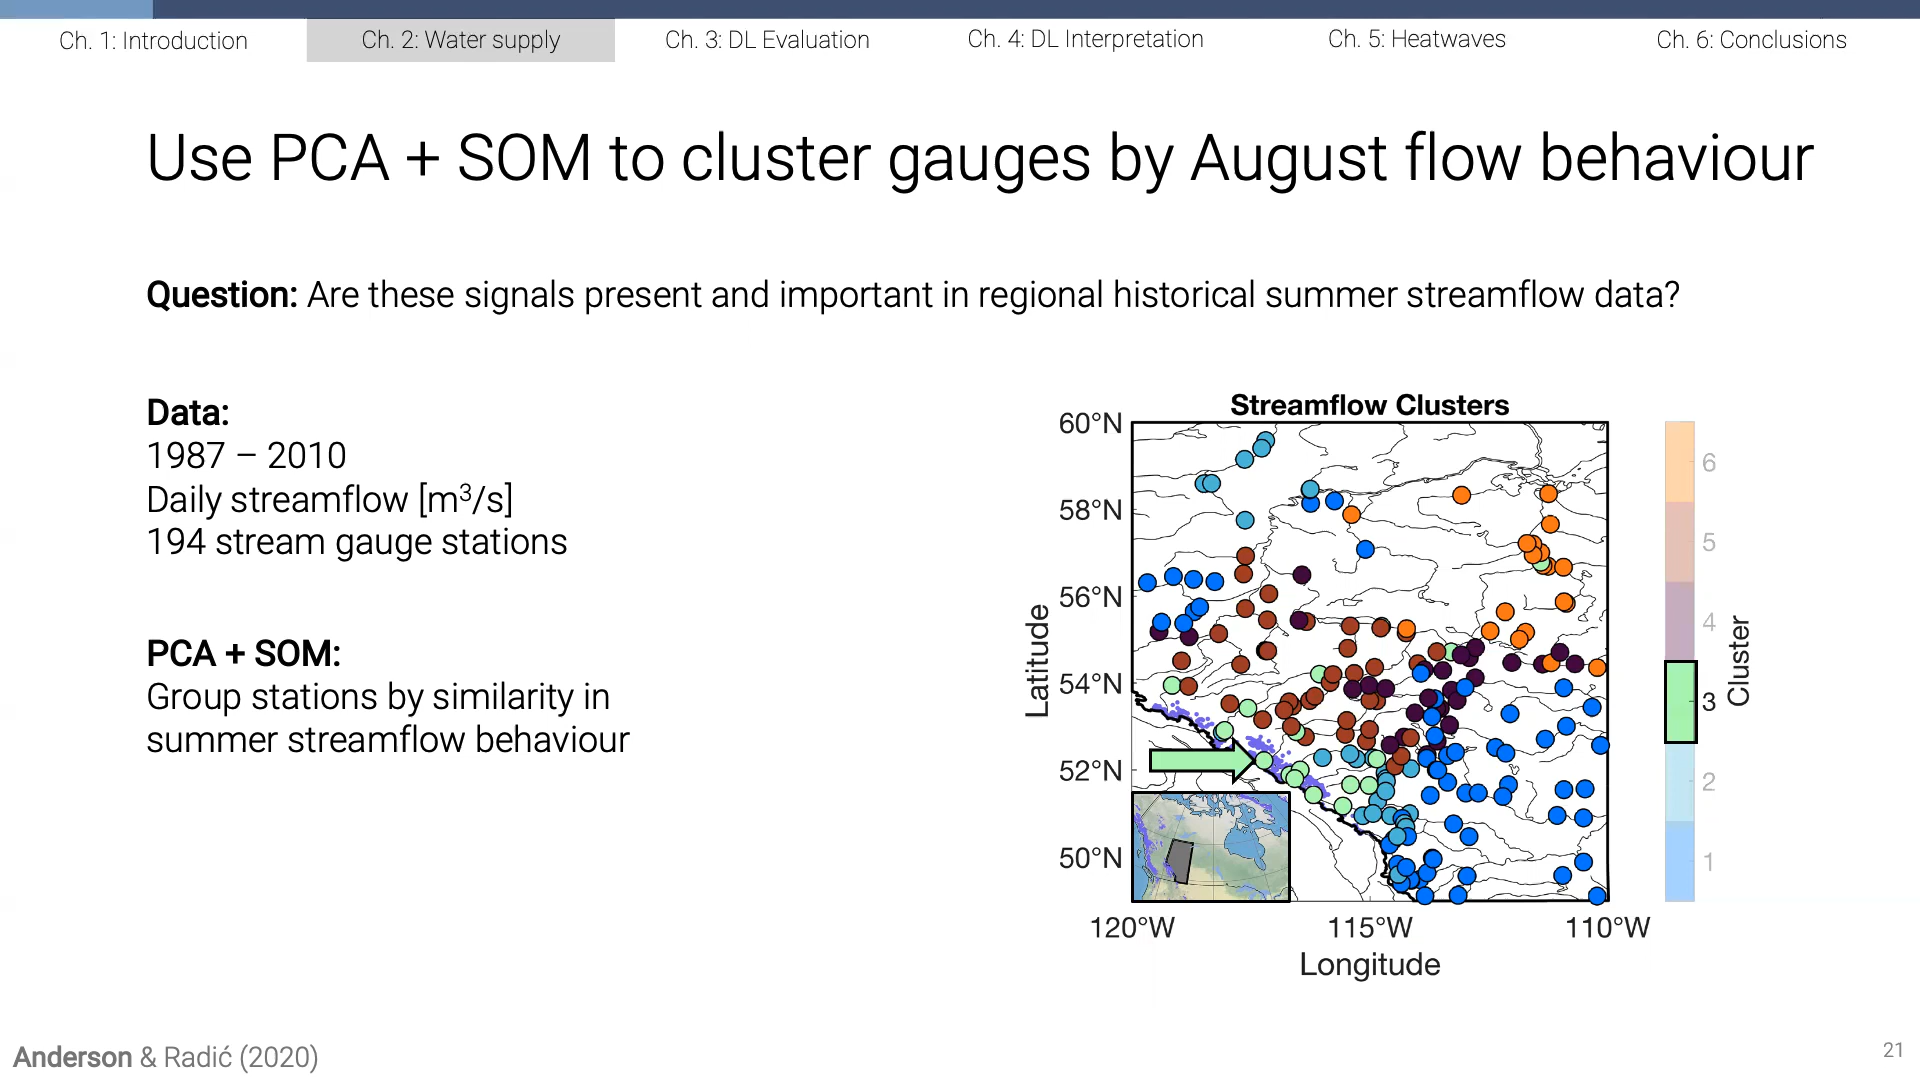 Ch. 1: Introduction
Ch. 2: Water supply
Ch. 3: DL Evaluation
Ch. 4: DL Interpretation
Ch. 5: Heatwaves
Ch. 6: Conclusions
Use PCA + SOM to cluster gauges by August flow behaviour
Question: Are these signals present and important in regional historical summer streamflow data?
Data:
1987 – 2010
Daily streamflow [m³/s]
194 stream gauge stations
PCA + SOM:
Group stations by similarity in
summer streamflow behaviour
Streamflow Clusters
60°N
58°N
56°N
54°N
52°N
50°N
Latitude
120°W
115°W
110°W
Longitude
6
5
4
3
2
1
Cluster
Anderson & Radić (2020)
21